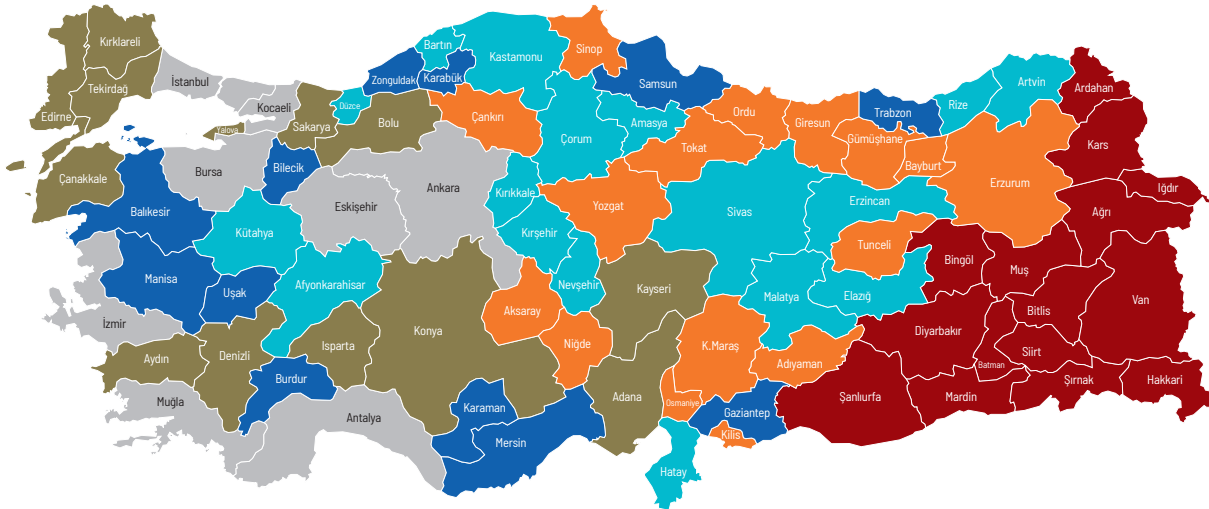 Kırklareli
Tekirdağ
Edirne
İstanbul
Kocaeli
Yalova
Sakarya
Düzce
Bolu
Zonguldak
Bartın
Karabük
Kastamonu
Sinop
Çankırı
Samsun
Amasya
Çorum
Ordu
Tokat
Giresun
Gümüşhane
Trabzon
Bayburt
Rize
Artvin
Ardahan
Kars
Iğdır
Ağrı
Erzurum
Erzincan
Çanakkale
Balıkesir
Bursa
Bilecik
Eskişehir
Ankara
Kırıkkale
Kırşehir
Yozgat
Sivas
Tunceli
Bingöl
Muş
Bitlis
Van
Kütahya
Manisa
Uşak
Afyonkarahisar
İzmir
Aydın
Denizli
Isparta
Burdur
Muğla
Antalya
Konya
Aksaray
Nevşehir
Niğde
Kayseri
Malatya
Elazığ
Diyarbakır
Batman
Siirt
Şırnak
Hakkari
Mardin
Şanlıurfa
Adıyaman
K.Maraş
Osmaniye
Adana
Karaman
Mersin
Gaziantep
Kilis
Hatay